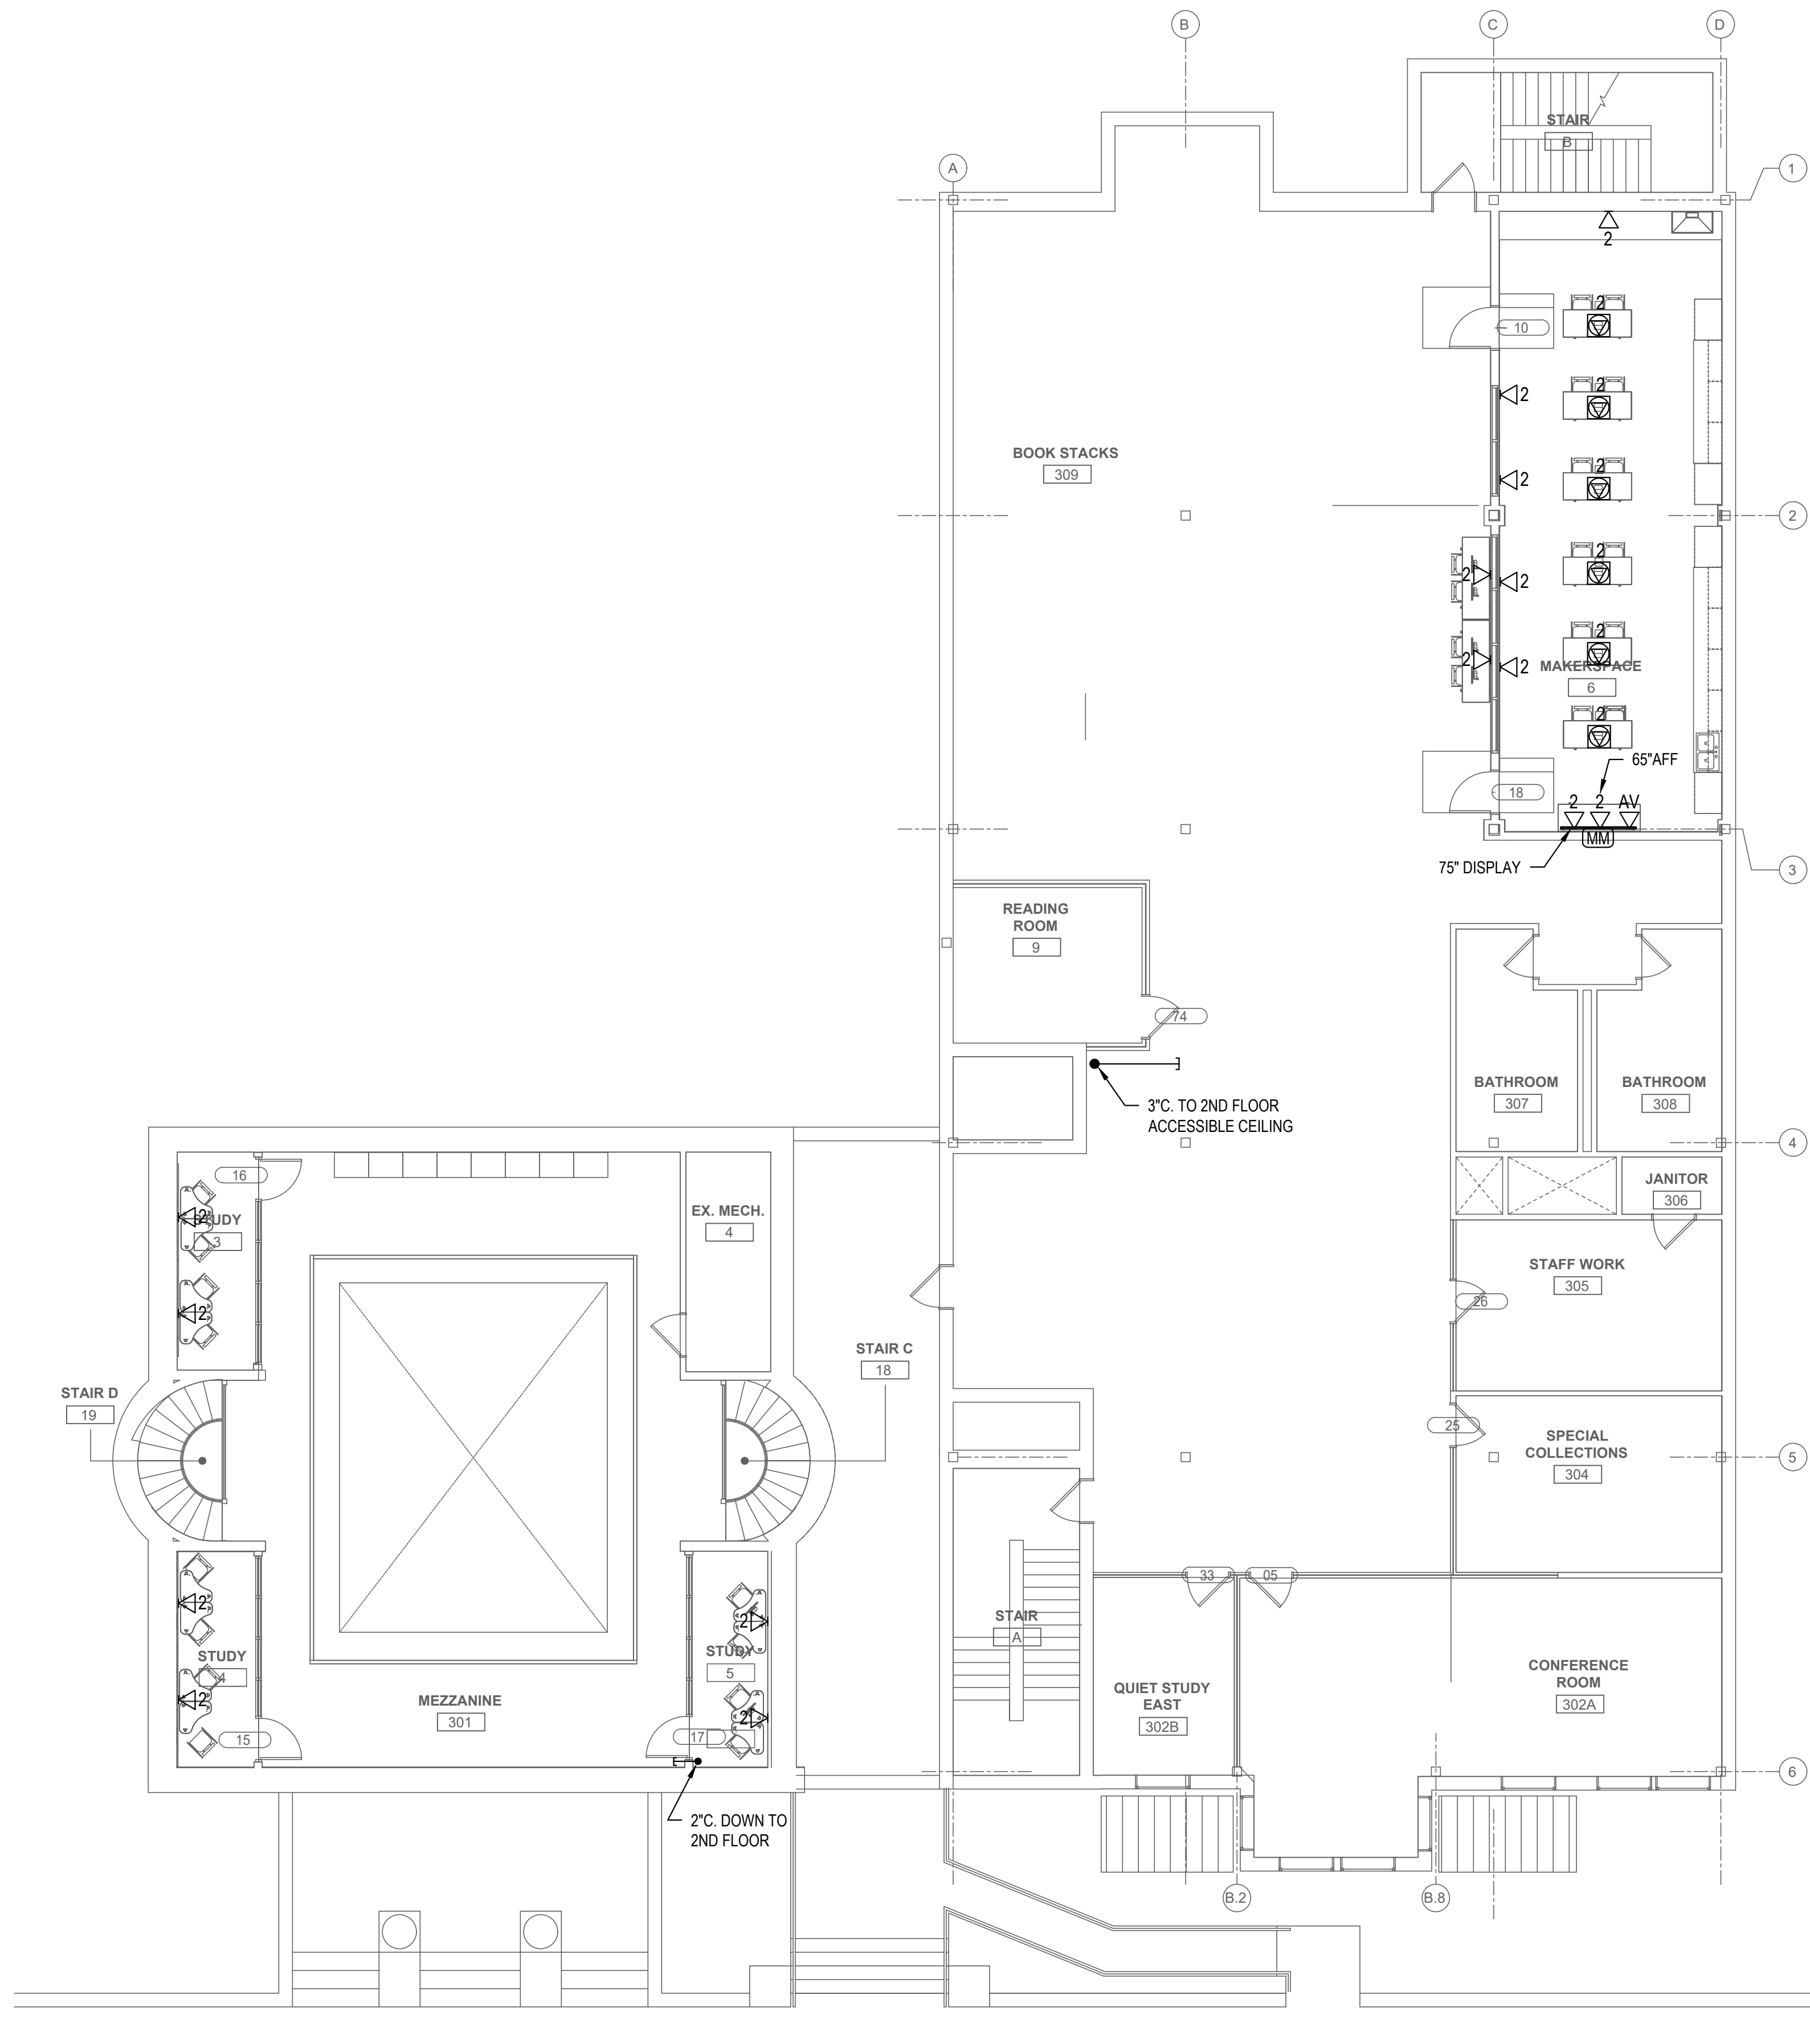 B
C
D
STAIR
B
A
1
2
10
2
2
2
2
2
BOOK STACKS
309
2
2
2
2
2
2
2
2
2
MAKERSPACE
6
2
65"AFF
18
2 2 AV
MM
75" DISPLAY
3
READING
ROOM
9
74
BATHROOM
307
BATHROOM
308
3"C. TO 2ND FLOOR
ACCESSIBLE CEILING
4
16
STUDY
3
2
2
EX. MECH.
4
JANITOR
306
STAFF WORK
305
26
STAIR C
18
STAIR D
19
25
SPECIAL
COLLECTIONS
304
5
33
05
2
2
STUDY
4
15
STAIR
A
2
STUDY
5
2
17
MEZZANINE
301
QUIET STUDY
EAST
302B
CONFERENCE
ROOM
302A
6
2"C. DOWN TO
2ND FLOOR
B.2
B.8